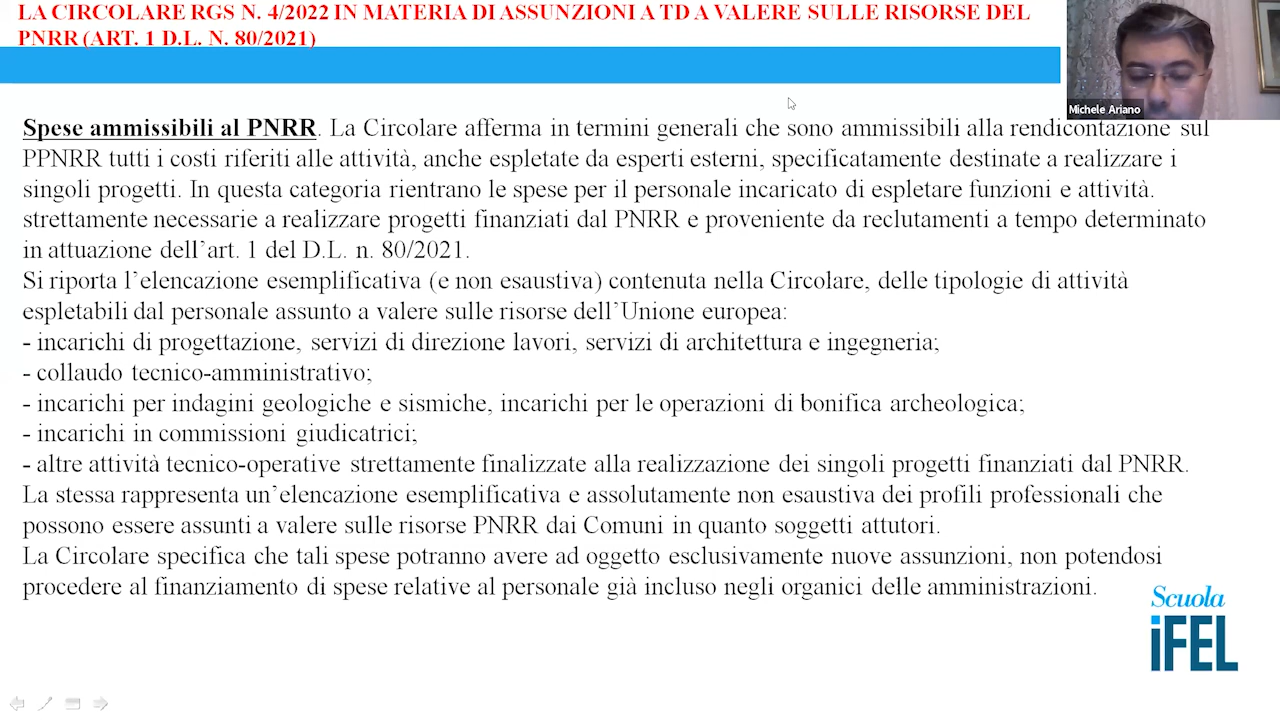 LA CIRCOLARE RGS N. 4/2022 IN MATERIA DI ASSUNZIONI A TD A VALERE SULLE RISORSE DEL
PNRR (ART. 1 D.L. N. 80/2021)
Michele Ariano
Spese ammissibili al PNRR. La Circolare afferma in termini generali che sono ammissibili alla rendicontazione sul
PPNRR tutti i costi riferiti alle attività, anche espletate da esperti esterni, specificatamente destinate a realizzare i
singoli progetti. In questa categoria rientrano le spese per il personale incaricato di espletare funzioni e attività.
strettamente necessarie a realizzare progetti finanziati dal PNRR e proveniente da reclutamenti a tempo determinato
in attuazione dell’art. 1 del D.L. n. 80/2021.
Si riporta l’elencazione esemplificativa (e non esaustiva) contenuta nella Circolare, delle tipologie di attività
espletabili dal personale assunto a valere sulle risorse dell’Unione europea:
- incarichi di progettazione, servizi di direzione lavori, servizi di architettura e ingegneria;
- collaudo tecnico-amministrativo;
- incarichi per indagini geologiche e sismiche, incarichi per le operazioni di bonifica archeologica;
- incarichi in commissioni giudicatrici;
- altre attività tecnico-operative strettamente finalizzate alla realizzazione dei singoli progetti finanziati dal PNRR.
La stessa rappresenta un’elencazione esemplificativa e assolutamente non esaustiva dei profili professionali che
possono essere assunti a valere sulle risorse PNRR dai Comuni in quanto soggetti attutori.
La Circolare specifica che tali spese potranno avere ad oggetto esclusivamente nuove assunzioni, non potendosi
procedere al finanziamento di spese relative al personale già incluso negli organici delle amministrazioni.
Scuola
iFEL